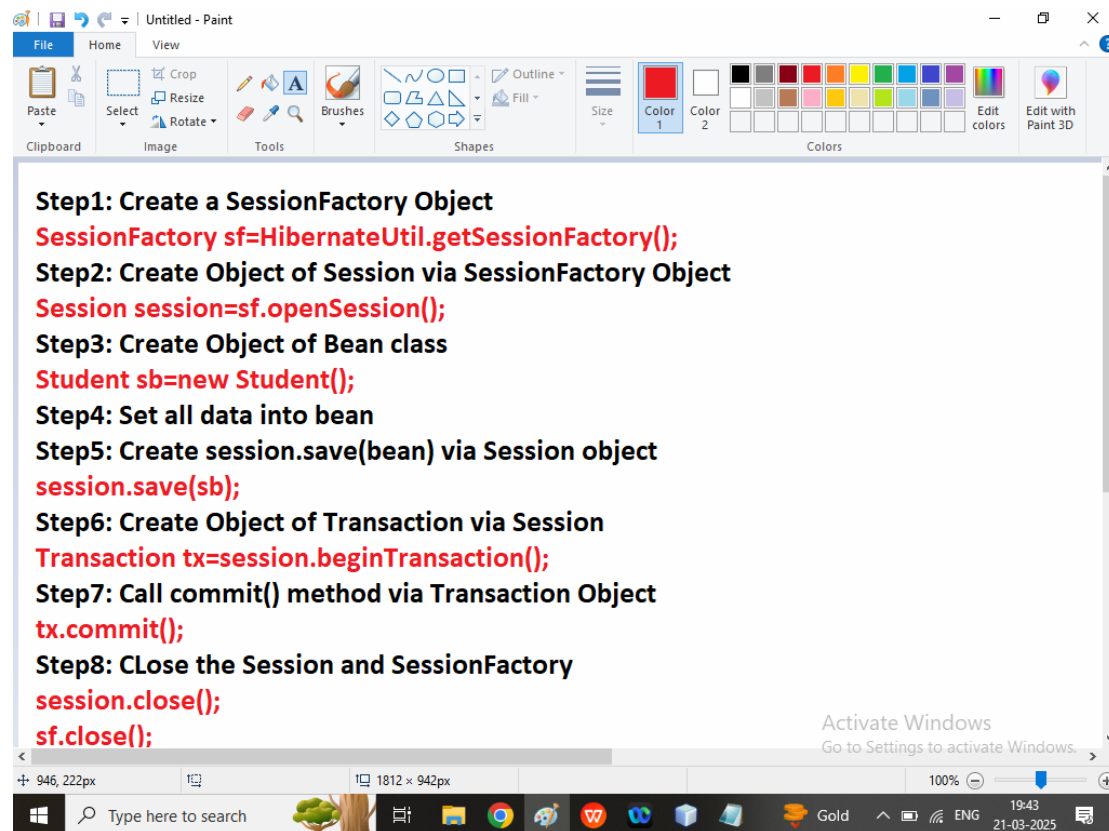 Untitled - Paint
File Home View
Paste
Select
Crop
Resize
Rotate
Brushes
Outline
Fill
Size
Color 1
Color 2
Edit colors
Edit with Paint 3D
Clipboard Image Tools Shapes Colors
Step1: Create a SessionFactory Object
SessionFactory sf=HibernateUtil.getSessionFactory();
Step2: Create Object of Session via SessionFactory Object
Session session=sf.openSession();
Step3: Create Object of Bean class
Student sb=new Student();
Step4: Set all data into bean
Step5: Create session.save(bean) via Session object
session.save(sb);
Step6: Create Object of Transaction via Session
Transaction tx=session.beginTransaction();
Step7: Call commit() method via Transaction Object
tx.commit();
Step8: CLose the Session and SessionFactory
session.close();
sf.close();
Activate Windows
Go to Settings to activate Windows.
946, 222px 1812 × 942px 100%
Type here to search Gold ENG 19:43
21-03-2025